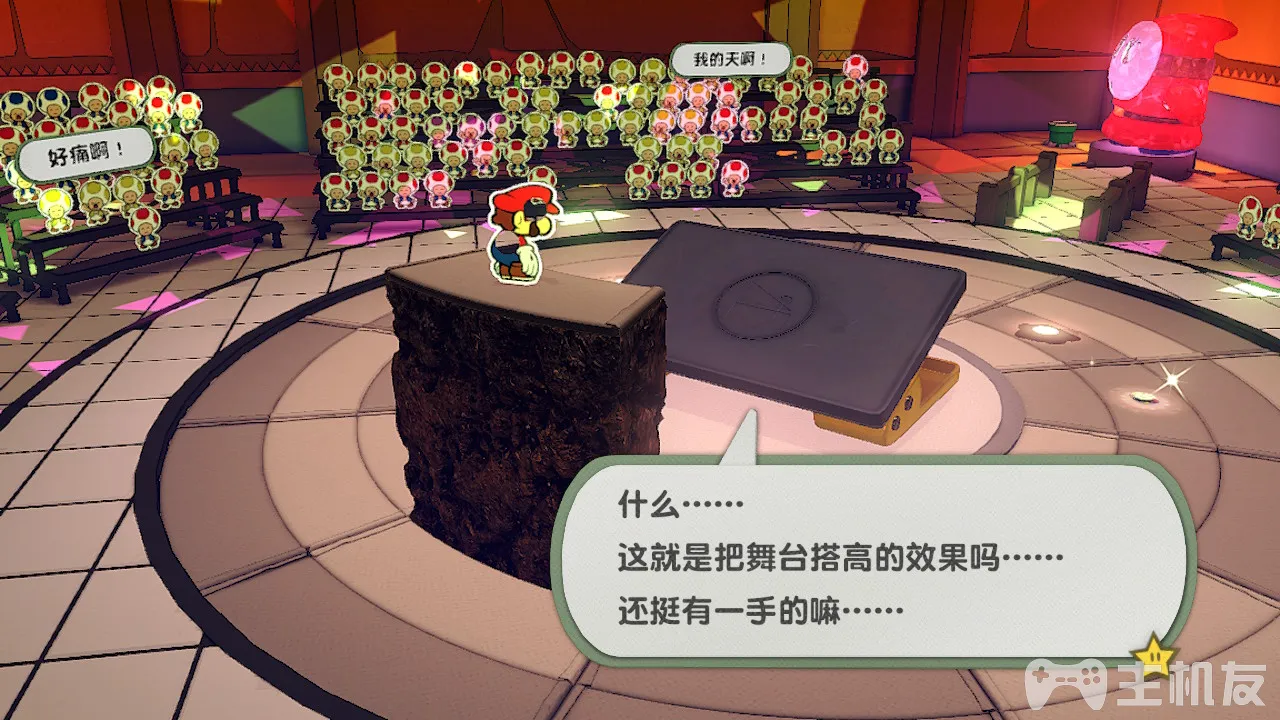 我的天啊！
好痛啊！
什么……
这就是把舞台搭高的效果吗……
还挺有一手的嘛……
主机友